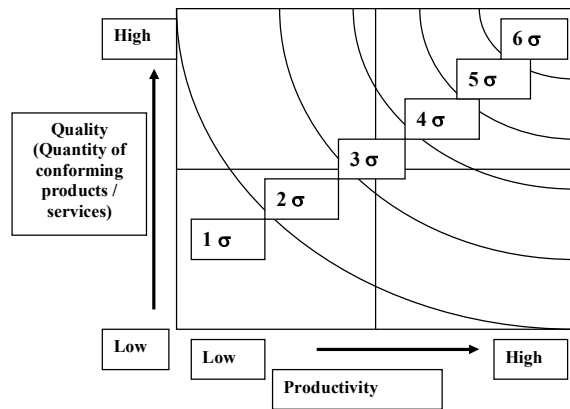 High
6 σ
5 σ
4 σ
3 σ
2 σ
1 σ
Quality
(Quantity of
conforming
products /
services)
Low
Low
High
Productivity